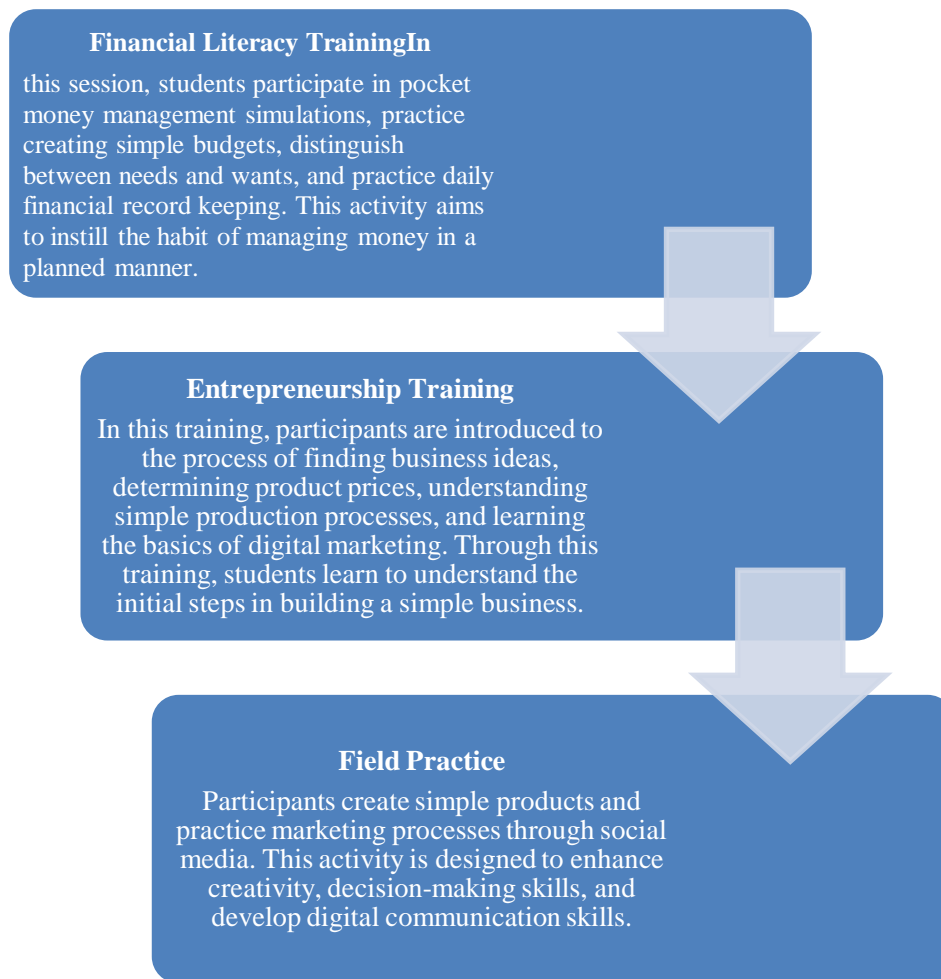 Financial Literacy TrainingIn
this session, students participate in pocket
money management simulations, practice
creating simple budgets, distinguish
between needs and wants, and practice daily
financial record keeping. This activity aims
to instill the habit of managing money in a
planned manner.
Entrepreneurship Training
In this training, participants are introduced to
the process of finding business ideas,
determining product prices, understanding
simple production processes, and learning
the basics of digital marketing. Through this
training, students learn to understand the
initial steps in building a simple business.
Field Practice
Participants create simple products and
practice marketing processes through social
media. This activity is designed to enhance
creativity, decision-making skills, and
develop digital communication skills.